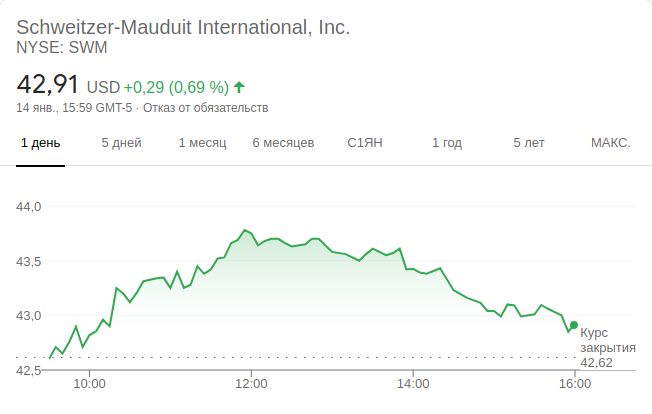 Schweitzer-Mauduit International, Inc.
NYSE: SWM
42,91 USD +0,29 (0,69 %)
14 янв., 15:59 GMT-5 · Отказ от обязательств
1 день 5 дней 1 месяц 6 месяцев С1ЯН 1 год 5 лет МАКС.
44,0
43,5
43,0
Курс
закрытия
42,62
42,5
10:00 12:00 14:00 16:00